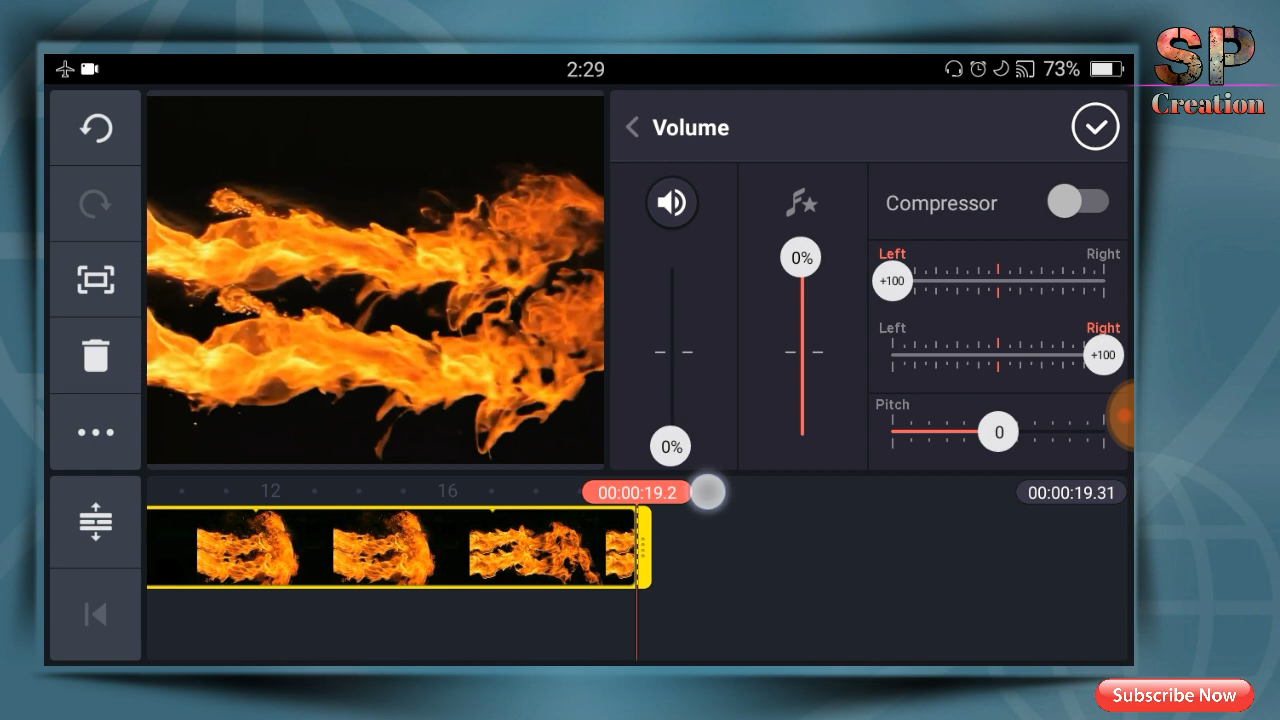 SP
Creation
2:29
73%
Volume
Compressor
0%
0%
Left Right
+100
Left Right
+100
Pitch
0
12 16 00:00:19.2 00:00:19.31
Subscribe Now